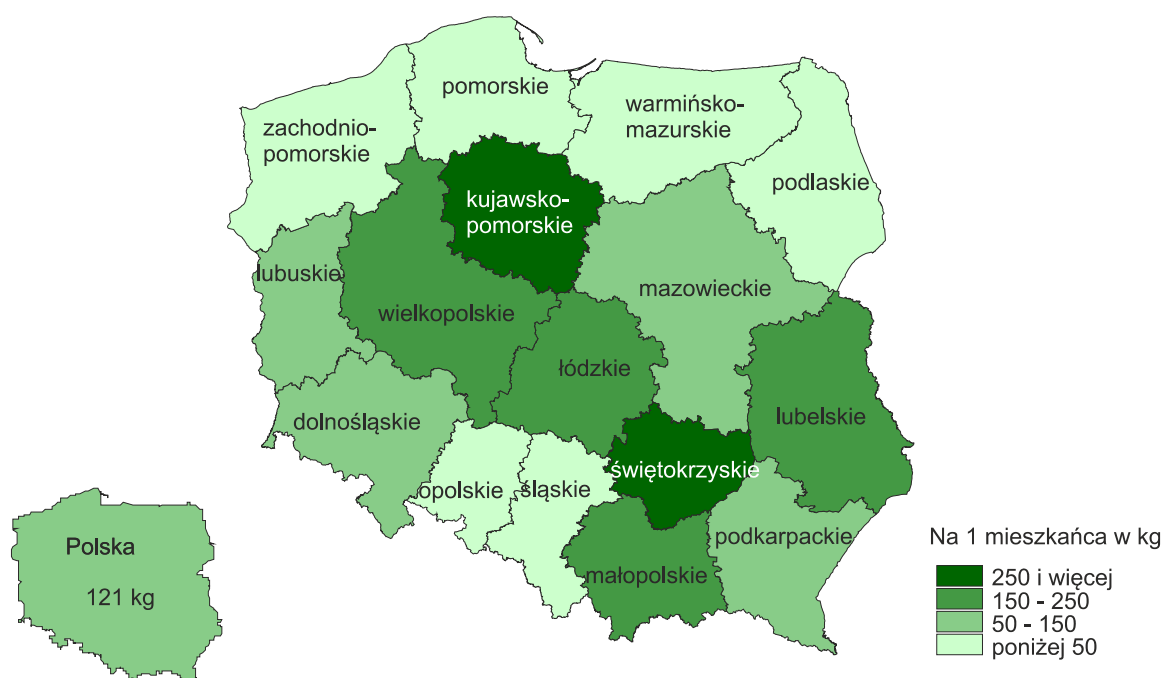 pomorskie
warmińsko-
mazurskie
zachodnio-
pomorskie
podlaskie
kujawsko-
pomorskie
lubuskie
mazowieckie
wielkopolskie
łódzkie
dolnośląskie
lubelskie
świętokrzyskie
opolskie
śląskie
podkarpackie
małopolskie
Polska
121 kg
Na 1 mieszkańca w kg
250 i więcej
150 - 250
50 - 150
poniżej 50